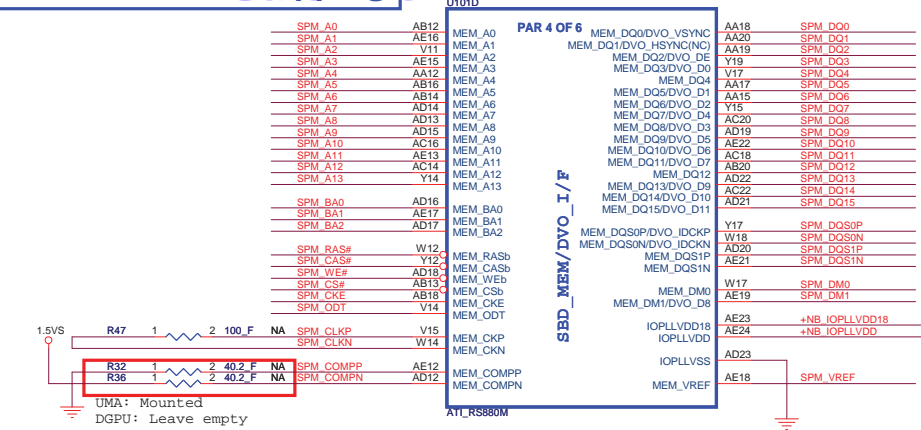 U101D
PAR 4 OF 6
SPM_A0 AB12 MEM_A0
SPM_A1 AE16 MEM_A1
SPM_A2 V11 MEM_A2
SPM_A3 AE15 MEM_A3
SPM_A4 AA12 MEM_A4
SPM_A5 AB16 MEM_A5
SPM_A6 AB14 MEM_A6
SPM_A7 AD14 MEM_A7
SPM_A8 AD13 MEM_A8
SPM_A9 AD15 MEM_A9
SPM_A10 AC16 MEM_A10
SPM_A11 AE13 MEM_A11
SPM_A12 AC14 MEM_A12
SPM_A13 Y14 MEM_A13
SPM_BA0 AD16 MEM_BA0
SPM_BA1 AE17 MEM_BA1
SPM_BA2 AD17 MEM_BA2
SPM_RAS# W12 MEM_RASb
SPM_CAS# Y12 MEM_CASb
SPM_WE# AD18 MEM_WEb
SPM_CS# AB13 MEM_CSb
SPM_CKE AB18 MEM_CKE
SPM_ODT V14 MEM_ODT
1.5VS
R47 1 2 100_F NA SPM_CLKP V15 MEM_CKP
SPM_CLKN W14 MEM_CKN
R32 1 2 40.2_F NA SPM_COMPP AE12 MEM_COMPP
R36 1 2 40.2_F NA SPM_COMPN AD12 MEM_COMPN
UMA: Mounted
DGPU: Leave empty
SBD_MEM/DVO_I/F
MEM_DQ0/DVO_VSYNC AA18 SPM_DQ0
MEM_DQ1/DVO_HSYNC(NC) AA20 SPM_DQ1
MEM_DQ2/DVO_DE AA19 SPM_DQ2
MEM_DQ3/DVO_D0 Y19 SPM_DQ3
MEM_DQ4 V17 SPM_DQ4
MEM_DQ5/DVO_D1 AA17 SPM_DQ5
MEM_DQ6/DVO_D2 AA15 SPM_DQ6
MEM_DQ7/DVO_D4 Y15 SPM_DQ7
MEM_DQ8/DVO_D3 AC20 SPM_DQ8
MEM_DQ9/DVO_D5 AD19 SPM_DQ9
MEM_DQ10/DVO_D6 AE22 SPM_DQ10
MEM_DQ11/DVO_D7 AC18 SPM_DQ11
MEM_DQ12 AB20 SPM_DQ12
MEM_DQ13/DVO_D9 AD22 SPM_DQ13
MEM_DQ14/DVO_D10 AC22 SPM_DQ14
MEM_DQ15/DVO_D11 AD21 SPM_DQ15
MEM_DQS0P/DVO_IDCKP Y17 SPM_DQS0P
MEM_DQS0N/DVO_IDCKN W18 SPM_DQS0N
MEM_DQS1P AD20 SPM_DQS1P
MEM_DQS1N AE21 SPM_DQS1N
MEM_DM0 W17 SPM_DM0
MEM_DM1/DVO_D8 AE19 SPM_DM1
IOPLLVDD18 AE23 +NB_IOPLLVDD18
IOPLLVDD AE24 +NB_IOPLLVDD
IOPLLVSS AD23
MEM_VREF AE18 SPM_VREF
ATI_RS880M